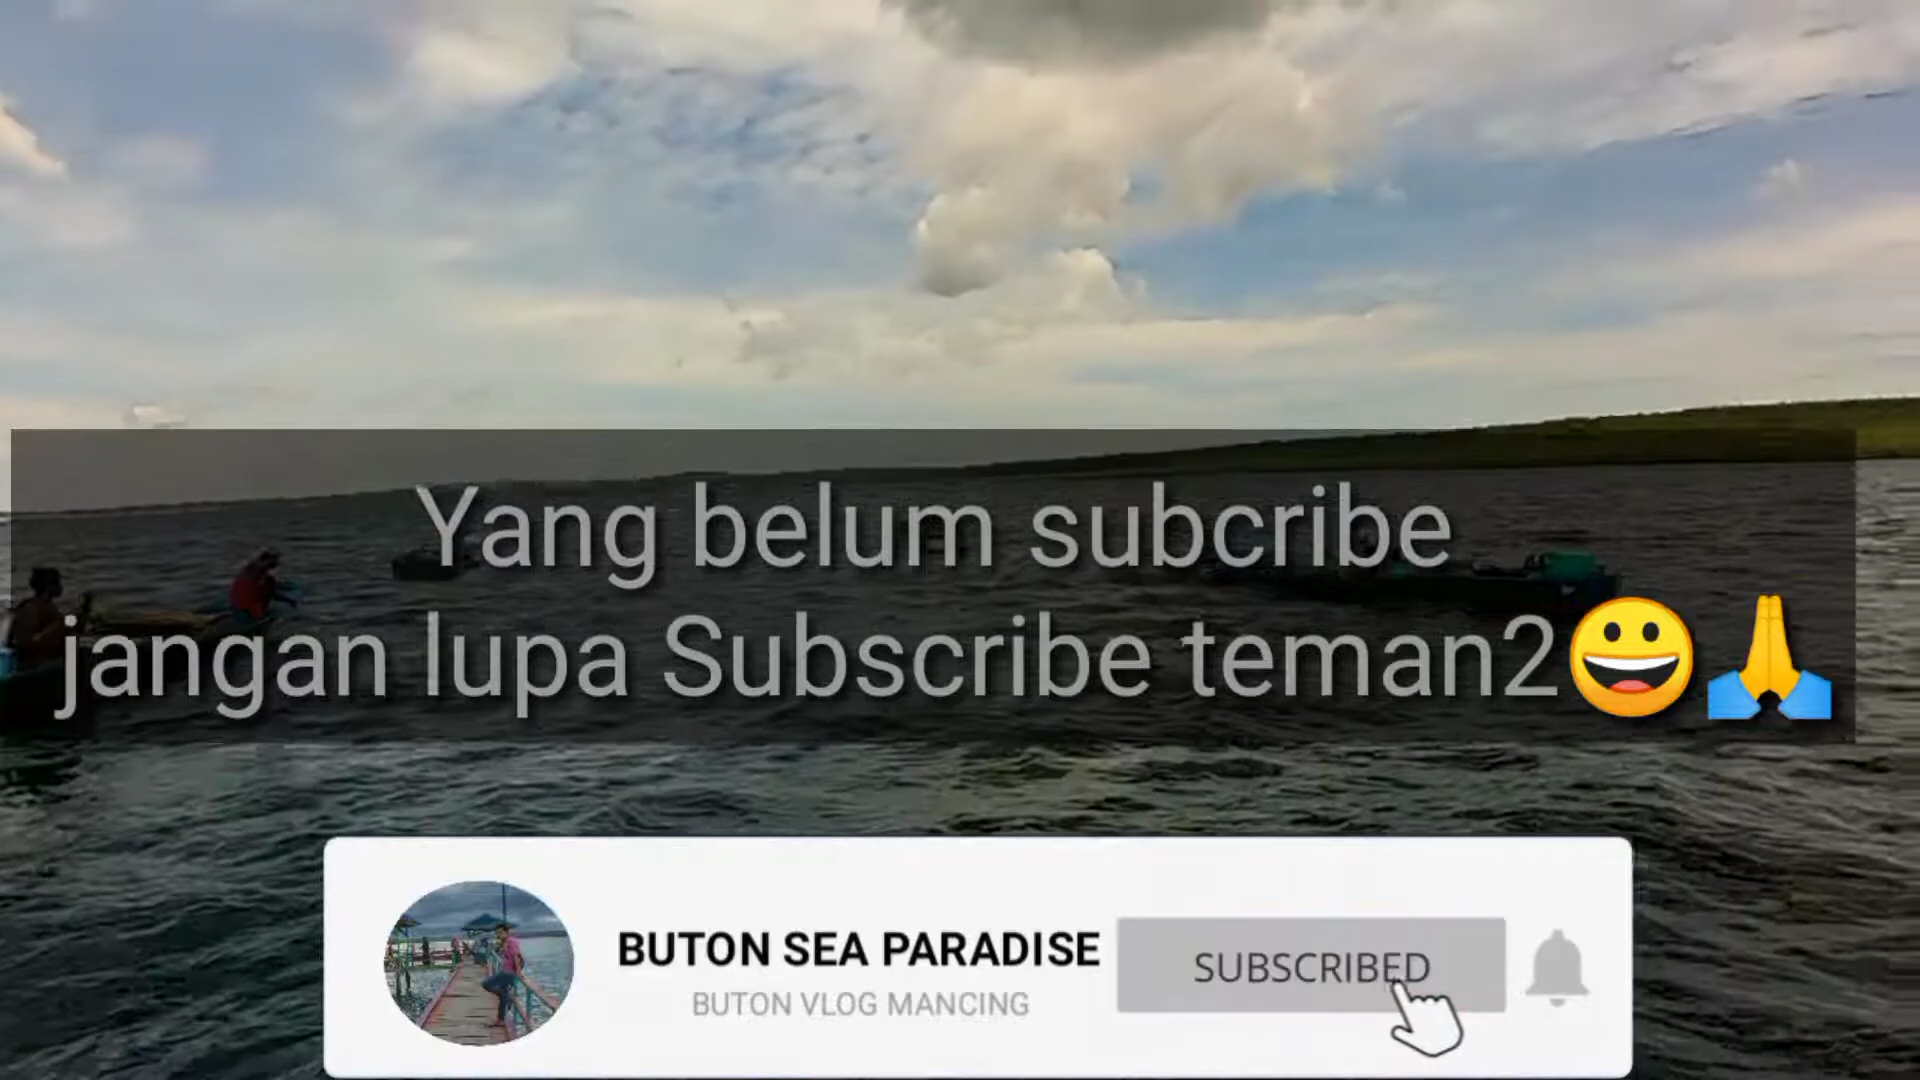 Yang belum subcribe
jangan lupa Subscribe teman2😀🙏
BUTON SEA PARADISE
BUTON VLOG MANCING
SUBSCRIBED